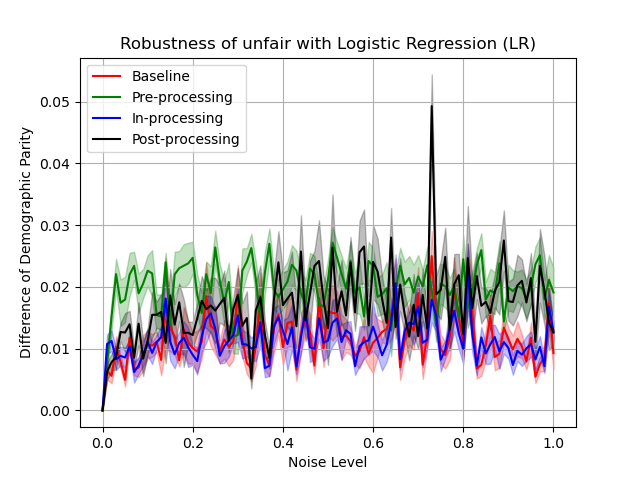 Robustness of unfair with Logistic Regression (LR)
Baseline
Pre-processing
In-processing
Post-processing
Difference of Demographic Parity
0.05
0.04
0.03
0.02
0.01
0.00
0.0 0.2 0.4 0.6 0.8 1.0
Noise Level